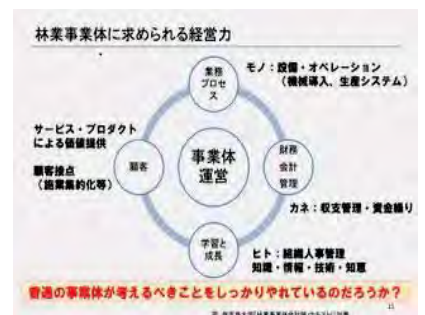 林業事業体に求められる経営力
業務
プロセ
ス
モノ：設備・オペレーション
（機械導入、生産システム）
サービス・プロダクト
による価値提供
顧客接点
（施業集約化等）
顧客
事業体
運営
財務
会計
管理
カネ：収支管理・資金繰り
学習と
成長
ヒト：組織人事管理
知識・情報・技術・知恵
普通の事業体が考えるべきことをしっかりやれているのだろうか？